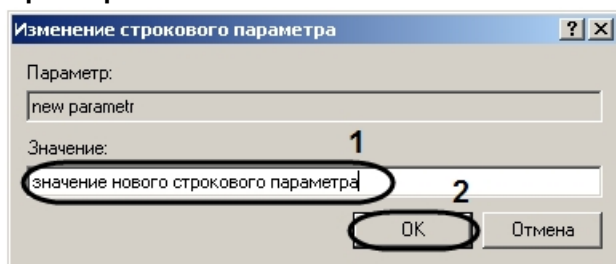 Изменение строкового параметра ? ×
Параметр:
new parametr
Значение: 1
значение нового строкового параметра
2
OK Отмена